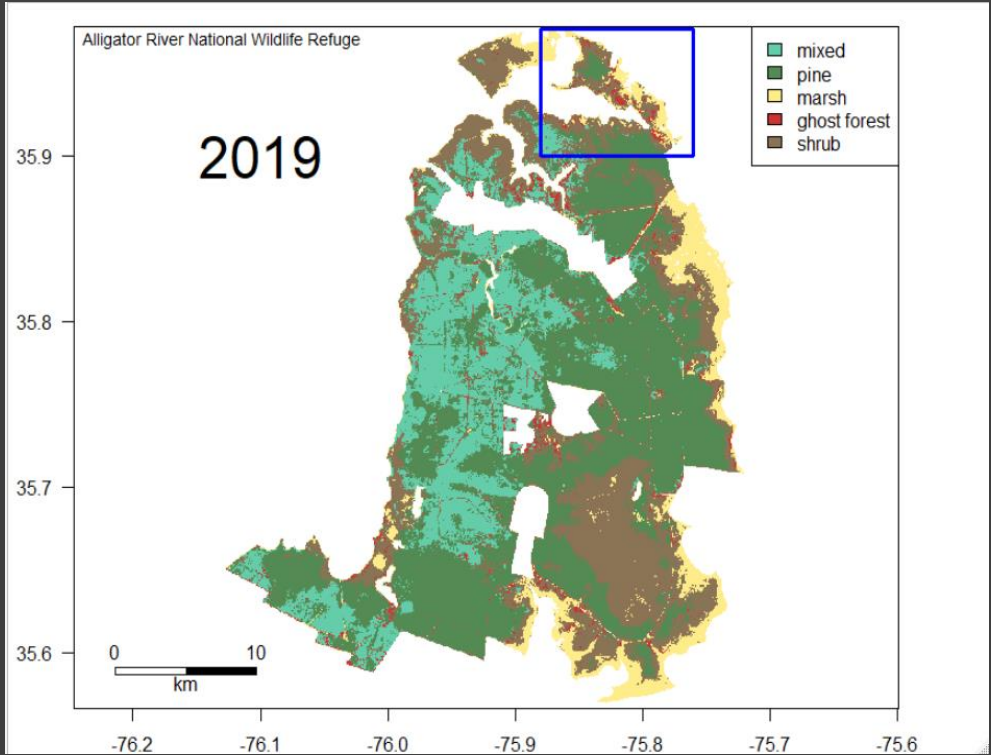 Alligator River National Wildlife Refuge
2019
mixed
pine
marsh
ghost forest
shrub
35.9
35.8
35.7
35.6
0 10
km
-76.2 -76.1 -76.0 -75.9 -75.8 -75.7 -75.6